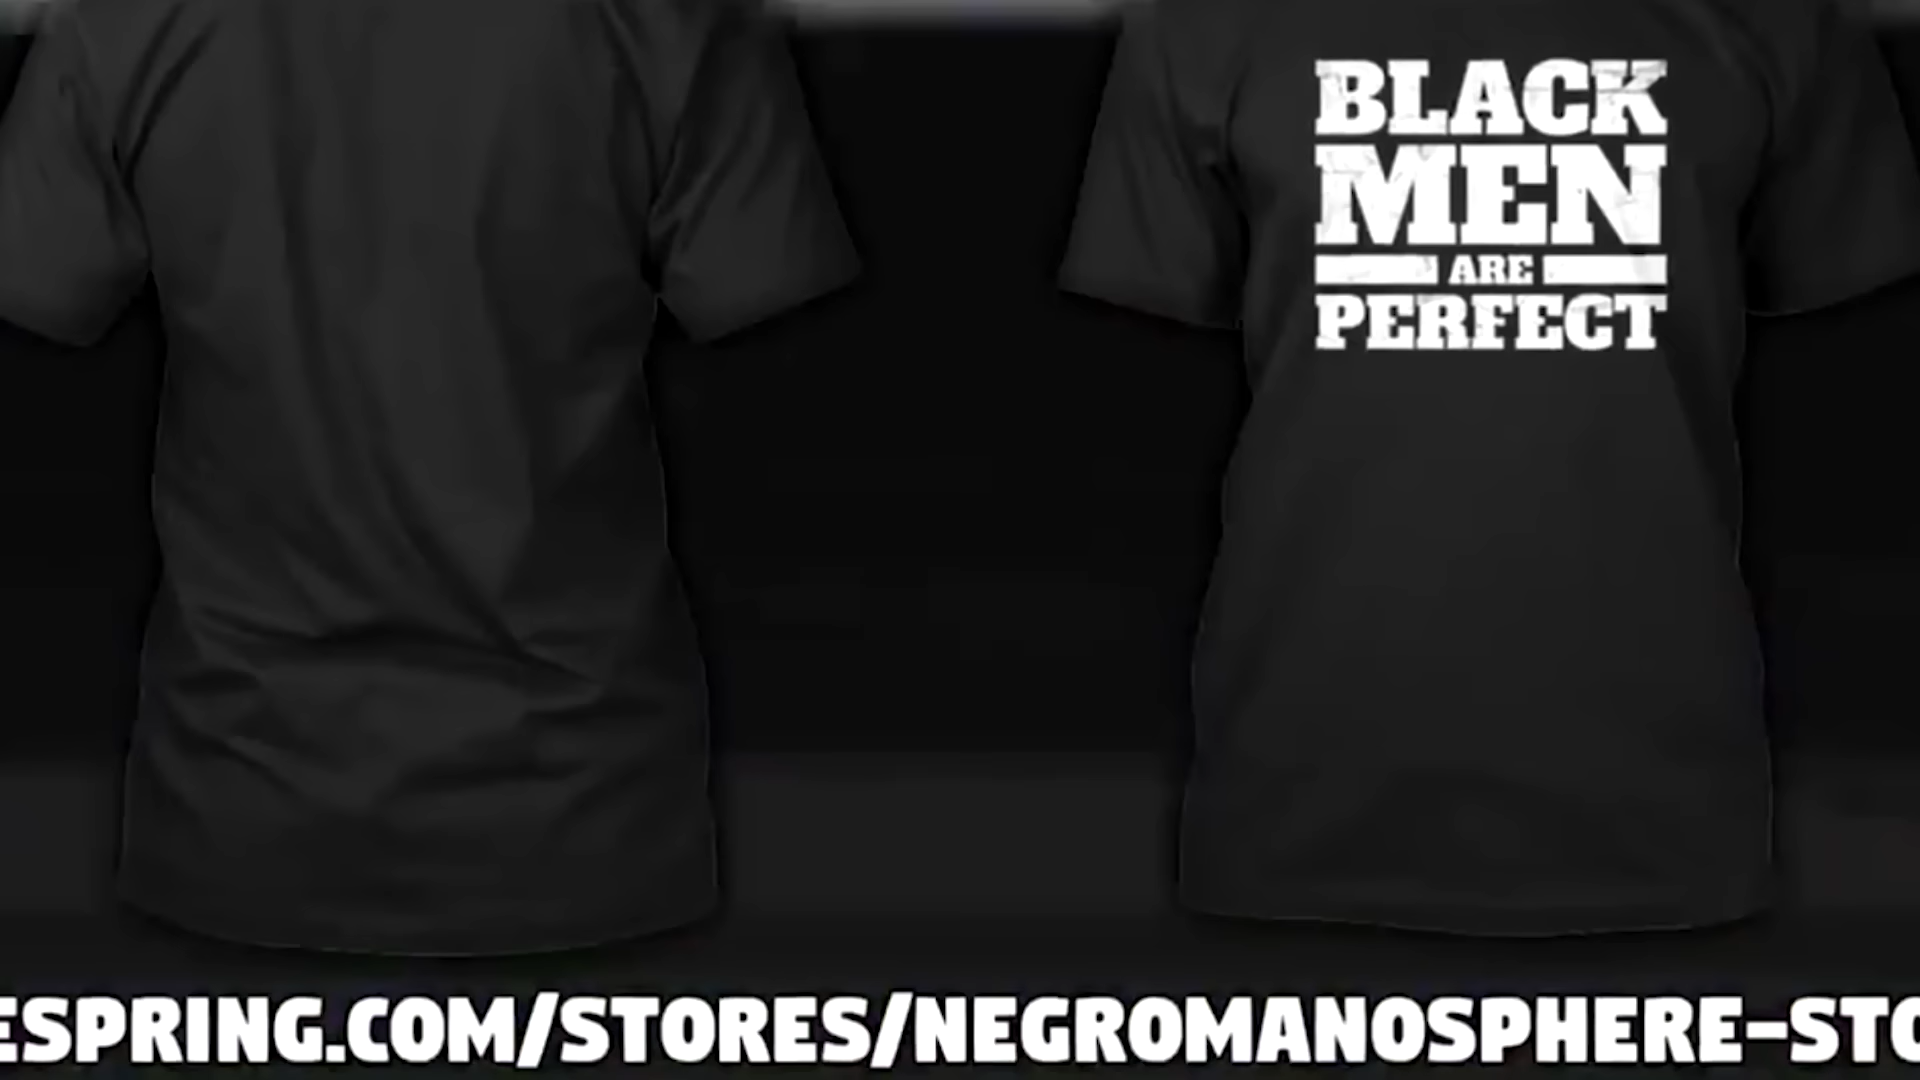 BLACK
MEN
ARE
PERFECT
ESPRING.COM/STORES/NEGROMANOSPHERE-STO